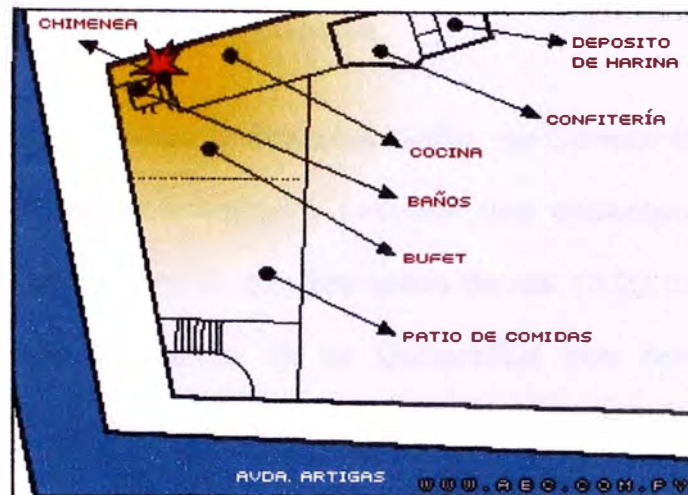 CHIMENEA
DEPOSITO
DE HARINA
CONFITERÍA
COCINA
BAÑOS
BUFET
PATIO DE COMIDAS
AVDA. ARTIGAS
WWW.ABC.COM.PY